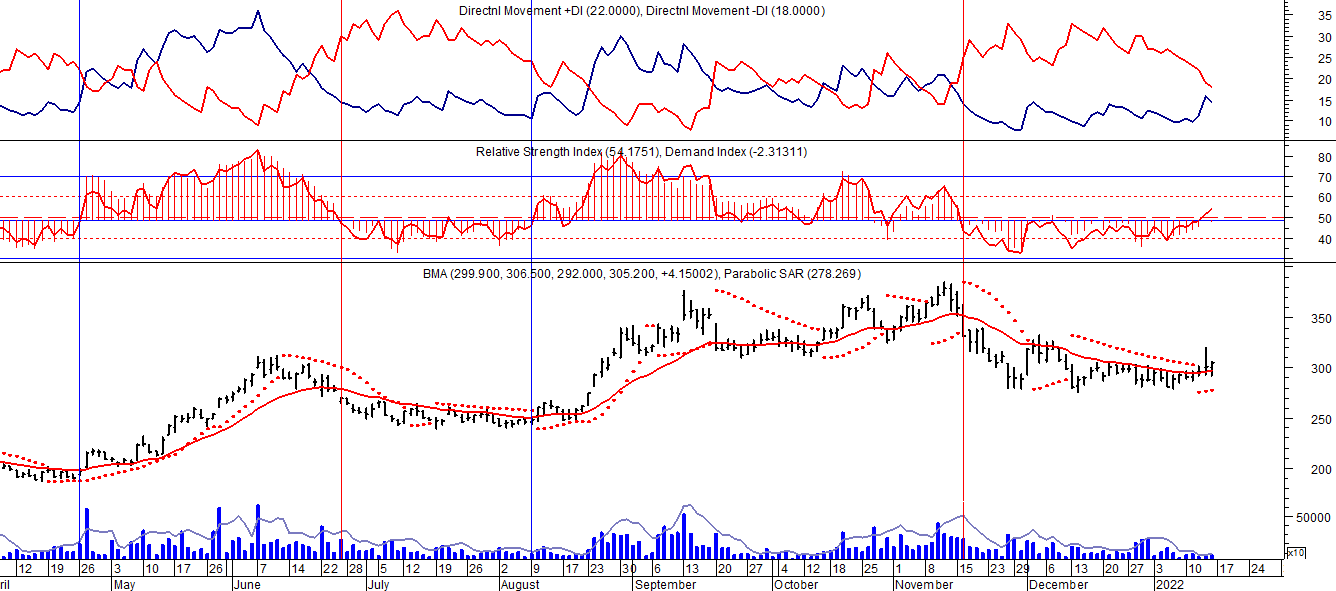 Directnl Movement +DI (22.0000), Directnl Movement -DI (18.0000)
35
30
25
20
15
10
Relative Strength Index (54.1751), Demand Index (-2.31311)
80
70
60
50
40
BMA (299.900, 306.500, 292.000, 305.200, +4.15002), Parabolic SAR (278.269)
350
300
250
200
50000
x10
12 19 26 3 10 17 26 7 14 22 28 5 12 19 26 2 9 17 23 30 6 13 20 27 4 12 18 25 1 8 15 23 29 6 13 20 27 3 10 17 24
ril May June July August September October November December 2022